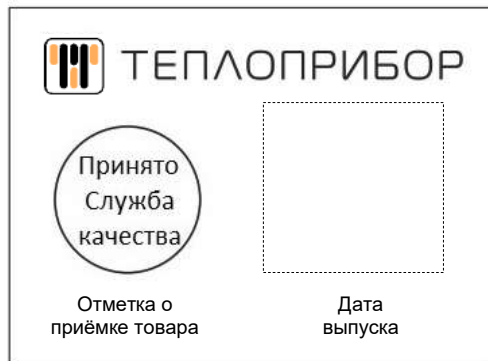 ТЕПЛОПРИБОР
Принято
Служба
качества
Отметка о
приёмке товара
Дата
выпуска